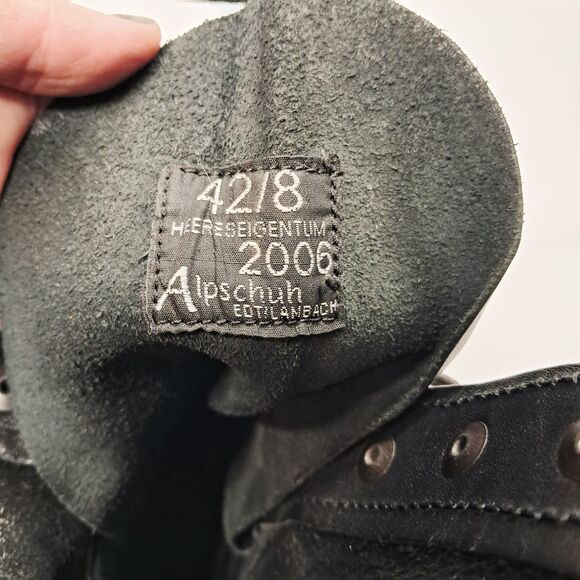 42/8
HEERESEIGENTUM
2006
Alpschuh
EDT/LAMBACH